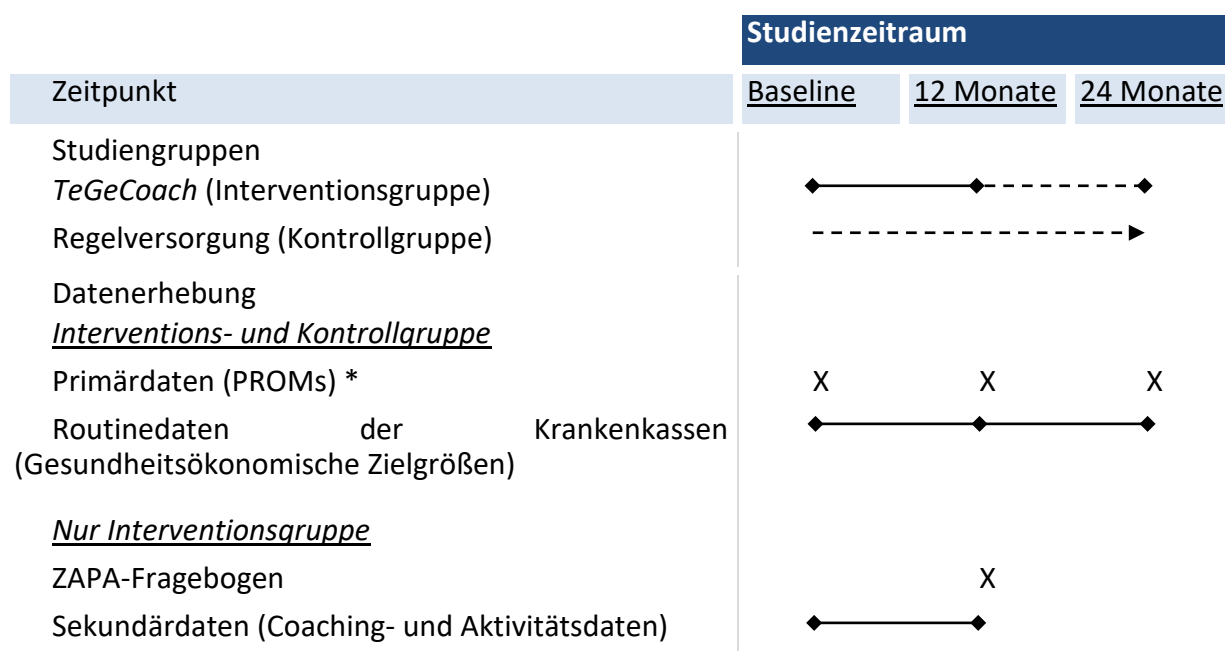 Studienzeitraum
Zeitpunkt Baseline 12 Monate 24 Monate
Studiengruppen
TeGeCoach (Interventionsgruppe)
Regelversorgung (Kontrollgruppe)
Datenerhebung
Interventions- und Kontrollgruppe
Primärdaten (PROMs) * X X X
Routinedaten der Krankenkassen
(Gesundheitsökonomische Zielgrößen)
Nur Interventionsgruppe
ZAPA-Fragebogen X
Sekundärdaten (Coaching- und Aktivitätsdaten)